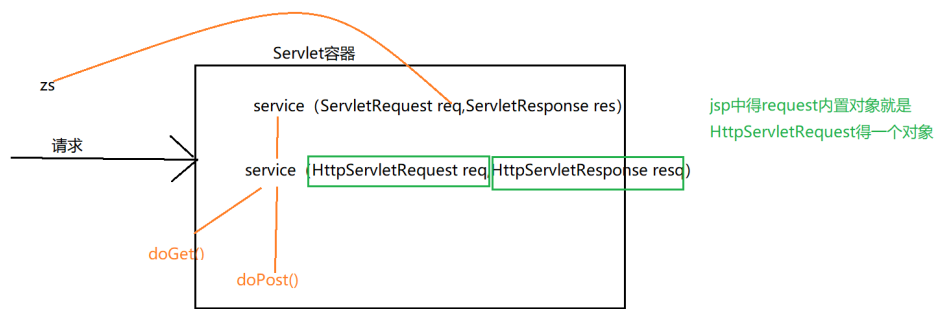 Servlet容器
zs
service（ServletRequest req,ServletResponse res）
jsp中得request内置对象就是
HttpServletRequest得一个对象
请求
service（HttpServletRequest req,HttpServletResponse resq）
doGet()
doPost()